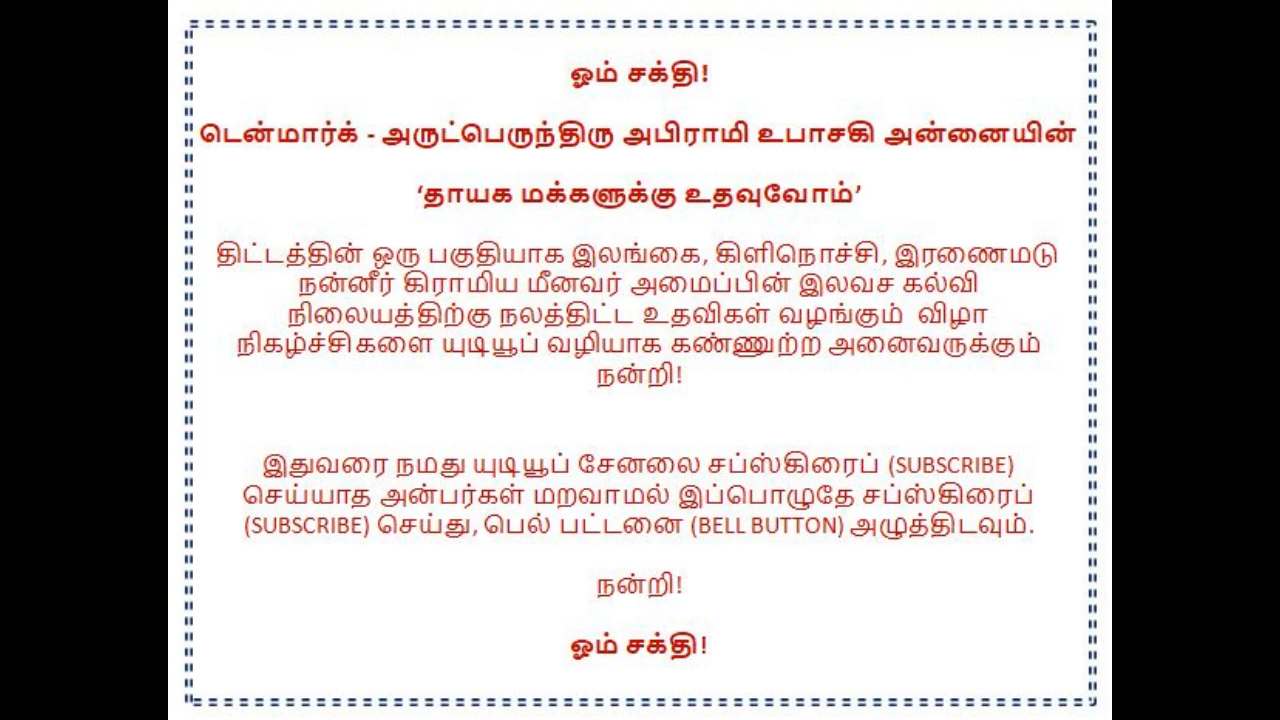 ஓம் சக்தி!
டென்மார்க் - அருட்பெருந்திரு அபிராமி உபாசகி அன்னையின்
‘தாயக மக்களுக்கு உதவுவோம்’
திட்டத்தின் ஒரு பகுதியாக இலங்கை, கிளிநொச்சி, இரணைமடு
நன்னீர் கிராமிய மீனவர் அமைப்பின் இலவச கல்வி
நிலையத்திற்கு நலத்திட்ட உதவிகள் வழங்கும் விழா
நிகழ்ச்சிகளை யுடியூப் வழியாக கண்ணுற்ற அனைவருக்கும்
நன்றி!
இதுவரை நமது யுடியூப் சேனலை சப்ஸ்கிரைப் (SUBSCRIBE)
செய்யாத அன்பர்கள் மறவாமல் இப்பொழுதே சப்ஸ்கிரைப்
(SUBSCRIBE) செய்து, பெல் பட்டனை (BELL BUTTON) அழுத்திடவும்.
நன்றி!
ஓம் சக்தி!